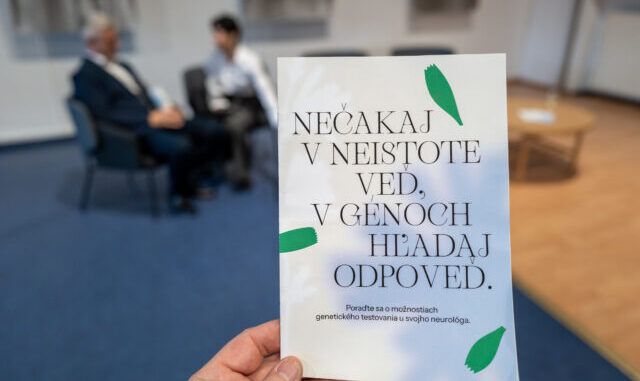 NEČAKAJ
V NEISTOTE
VEĎ,
V GÉNOCH
HĽADAJ
ODPOVEĎ.
Poraďte sa o možnostiach
genetického testovania u svojho neurológa.